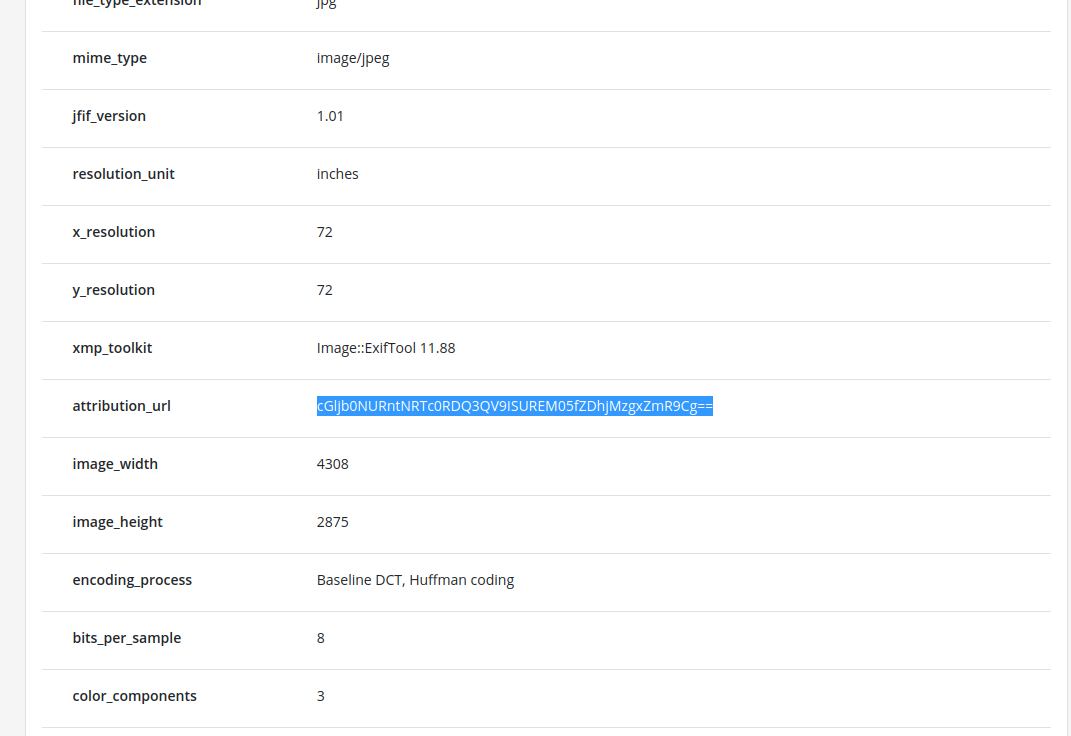 file_type_extension jpg
mime_type image/jpeg
jfif_version 1.01
resolution_unit inches
x_resolution 72
y_resolution 72
xmp_toolkit Image::ExifTool 11.88
attribution_url cGljb0NURntNRTc0RDQ3QV9ISUREM05fZDhjMzgxZmR9Cg==
image_width 4308
image_height 2875
encoding_process Baseline DCT, Huffman coding
bits_per_sample 8
color_components 3